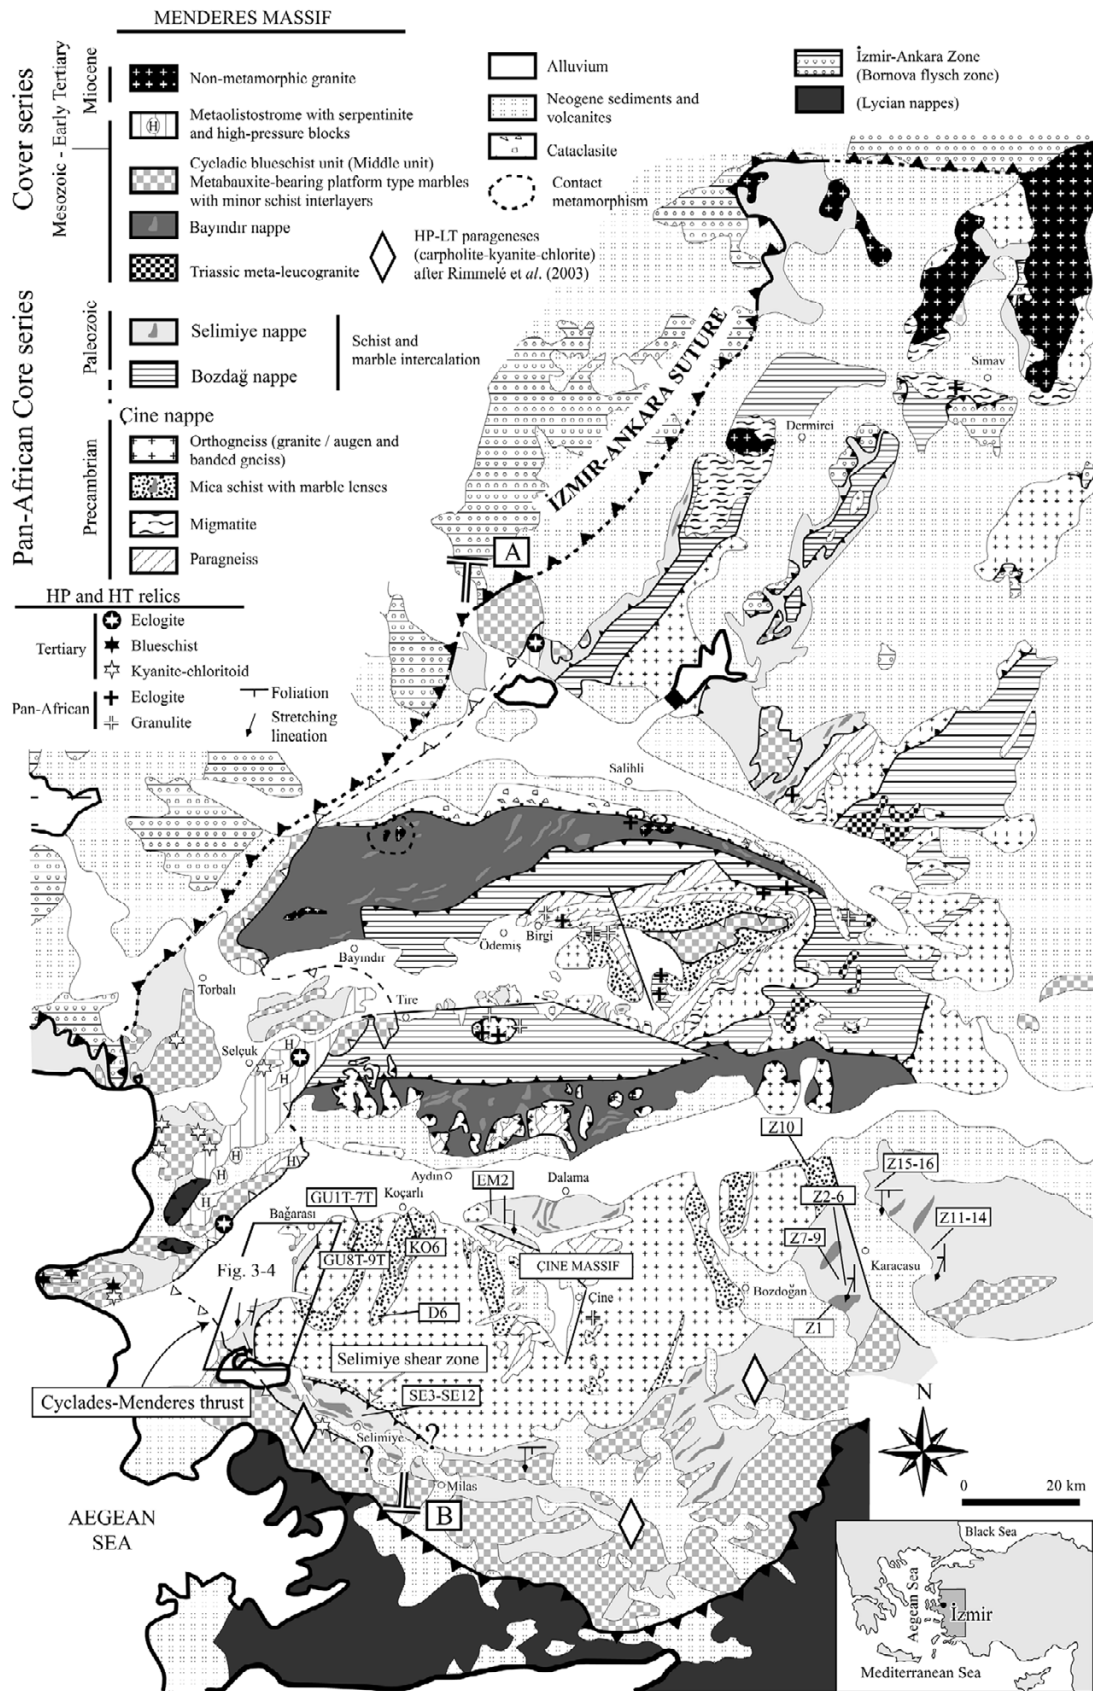 MENDERES MASSIF
Cover series
Mesozoic - Early Tertiary
Miocene
Non-metamorphic granite
Metaolistostrome with serpentinite
and high-pressure blocks
H
Cycladic blueschist unit (Middle unit)
Metabauxite-bearing platform type marbles
with minor schist interlayers
Bayındır nappe
Triassic meta-leucogranite
Pan-African Core series
Paleozoic
Selimiye nappe
Bozdağ nappe
Schist and
marble intercalation
Precambrian
Çine nappe
Orthogneiss (granite / augen and
banded gneiss)
Mica schist with marble lenses
Migmatite
Paragneiss
Alluvium
Neogene sediments and
volcanites
Cataclasite
Contact
metamorphism
HP-LT parageneses
(carpholite-kyanite-chlorite)
after Rimmelé et al. (2003)
İzmir-Ankara Zone
(Bornova flysch zone)
(Lycian nappes)
HP and HT relics
Tertiary
Eclogite
Blueschist
Kyanite-chloritoid
Pan-African
Eclogite
Granulite
Foliation
Stretching
lineation
İZMIR-ANKARA SUTURE
Simav
Dermirci
A
Salihli
Birgi
Ödemiş
Bayındır
Torbalı
Tire
Selçuk
H
H
H
H
H
H
H
Z10
Aydın
EM2
Dalama
Z15-16
GU1T-7T
Koçarlı
Z2-6
Bağarası
Z11-14
KO6
Z7-9
GU8T-9T
Fig. 3-4
ÇINE MASSIF
Karacasu
Bozdoğan
Çine
D6
Z1
Selimiye shear zone
Cyclades-Menderes thrust
SE3-SE12
Selimiye
?
?
Milas
B
N
0 20 km
AEGEAN
SEA
Black Sea
Aegean Sea
İzmir
Mediterranean Sea